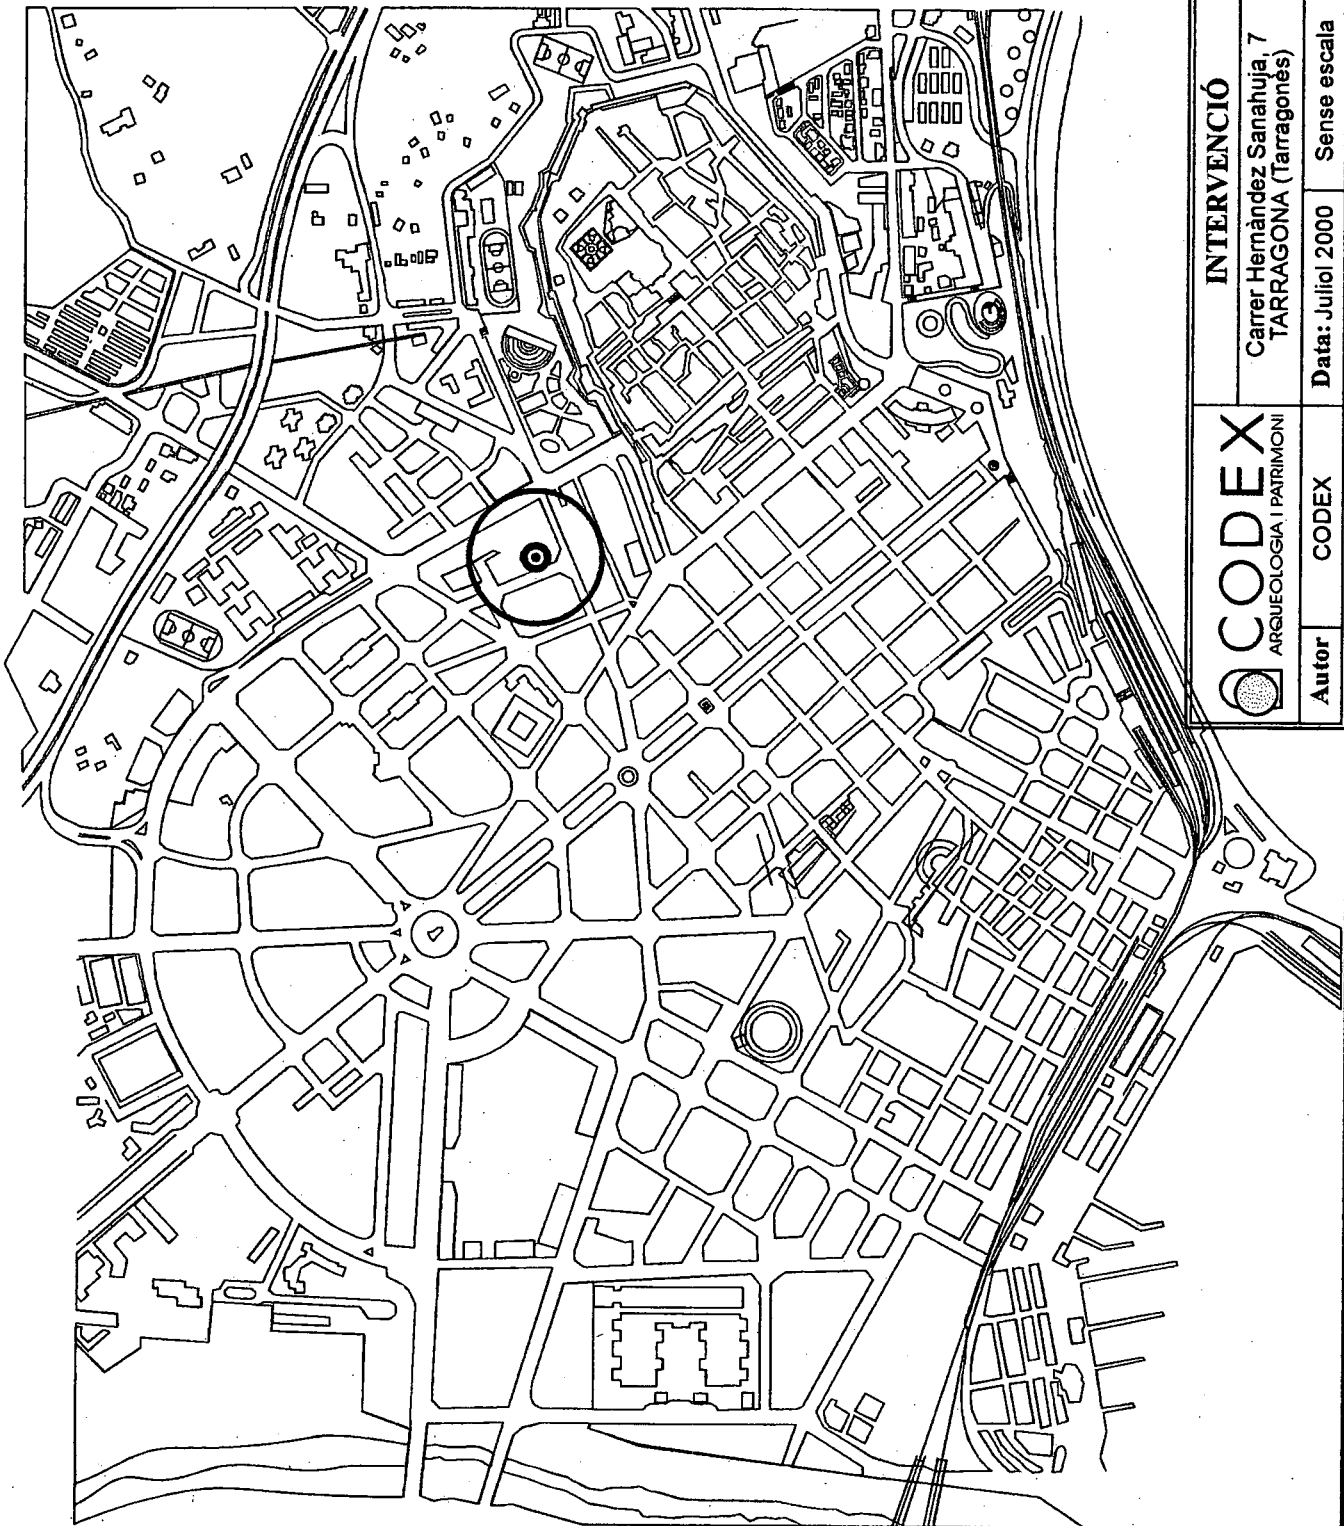 INTERVENCIÓ
Carrer Hernández Sanahuja, 7
TARRAGONA (Tarragonès)
CODEX
ARQUEOLOGIA I PATRIMONI
Autor
CODEX
Data: Juliol 2000
Sense escala